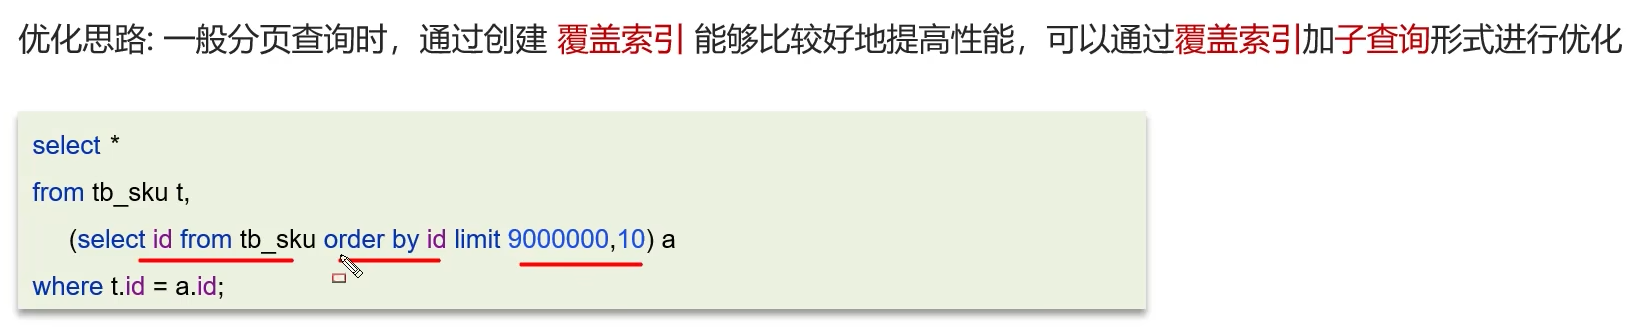 优化思路: 一般分页查询时，通过创建 覆盖索引 能够比较好地提高性能，可以通过覆盖索引加子查询形式进行优化
select *
from tb_sku t,
(select id from tb_sku order by id limit 9000000,10) a
where t.id = a.id;